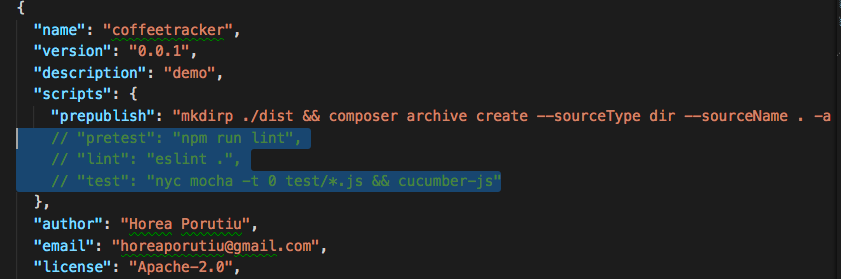 {
"name": "coffeetracker",
"version": "0.0.1",
"description": "demo",
"scripts": {
"prepublish": "mkdirp ./dist && composer archive create --sourceType dir --sourceName . -a
// "pretest": "npm run lint",
// "lint": "eslint .",
// "test": "nyc mocha -t 0 test/*.js && cucumber-js"
},
"author": "Horea Porutiu",
"email": "horeaporutiu@gmail.com",
"license": "Apache-2.0",